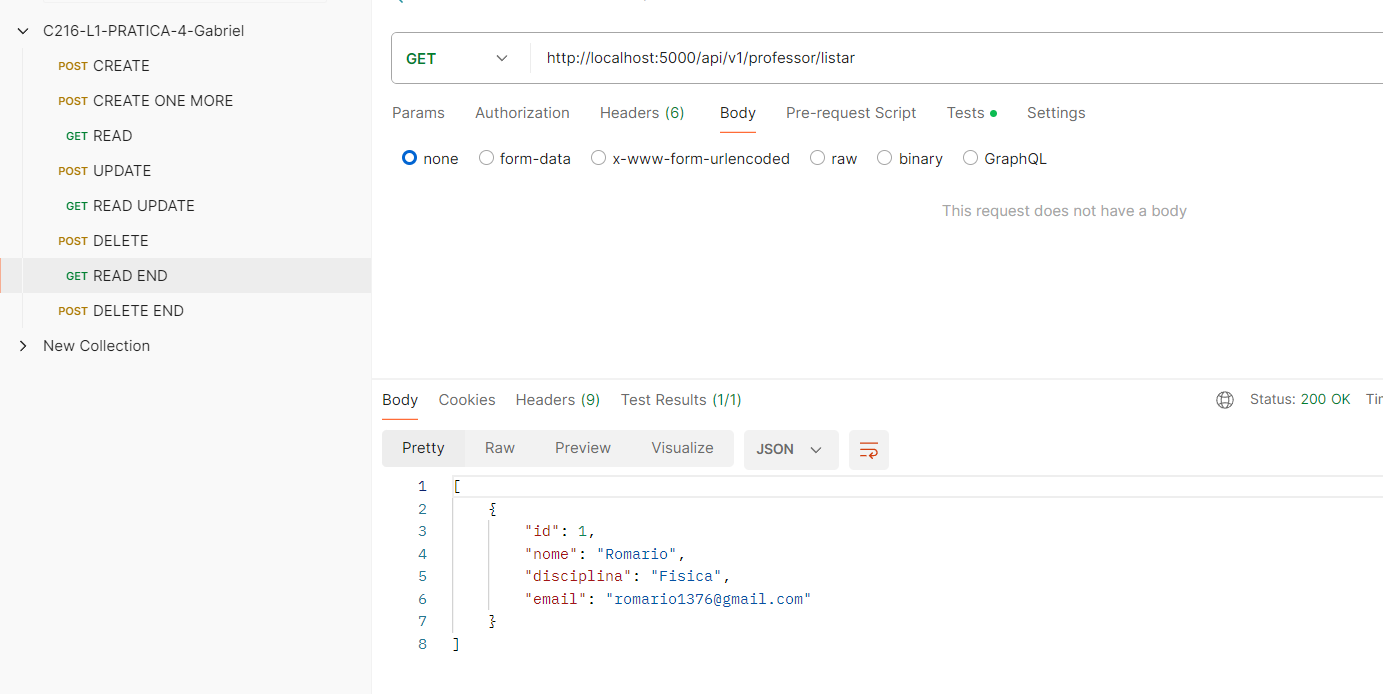 C216-L1-PRATICA-4-Gabriel
POST CREATE
POST CREATE ONE MORE
GET READ
POST UPDATE
GET READ UPDATE
POST DELETE
GET READ END
POST DELETE END
New Collection
GET http://localhost:5000/api/v1/professor/listar
Params Authorization Headers (6) Body Pre-request Script Tests Settings
none form-data x-www-form-urlencoded raw binary GraphQL
This request does not have a body
Body Cookies Headers (9) Test Results (1/1) Status: 200 OK
Pretty Raw Preview Visualize JSON
1 [
2 {
3 "id": 1,
4 "nome": "Romario",
5 "disciplina": "Fisica",
6 "email": "romario1376@gmail.com"
7 }
8 ]